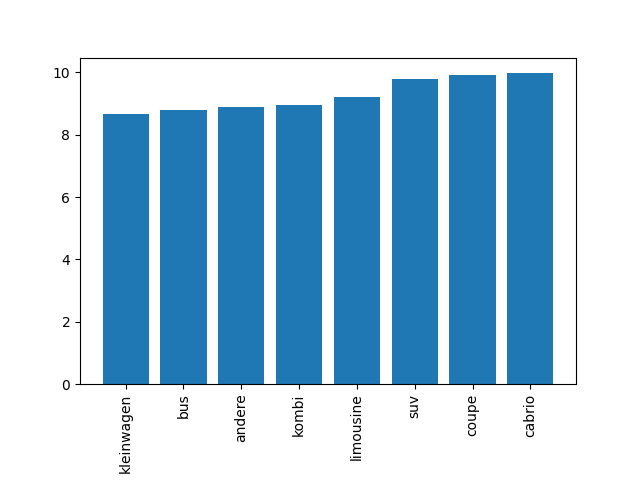 10
8
6
4
2
0
kleinwagen
bus
andere
kombi
limousine
suv
coupe
cabrio